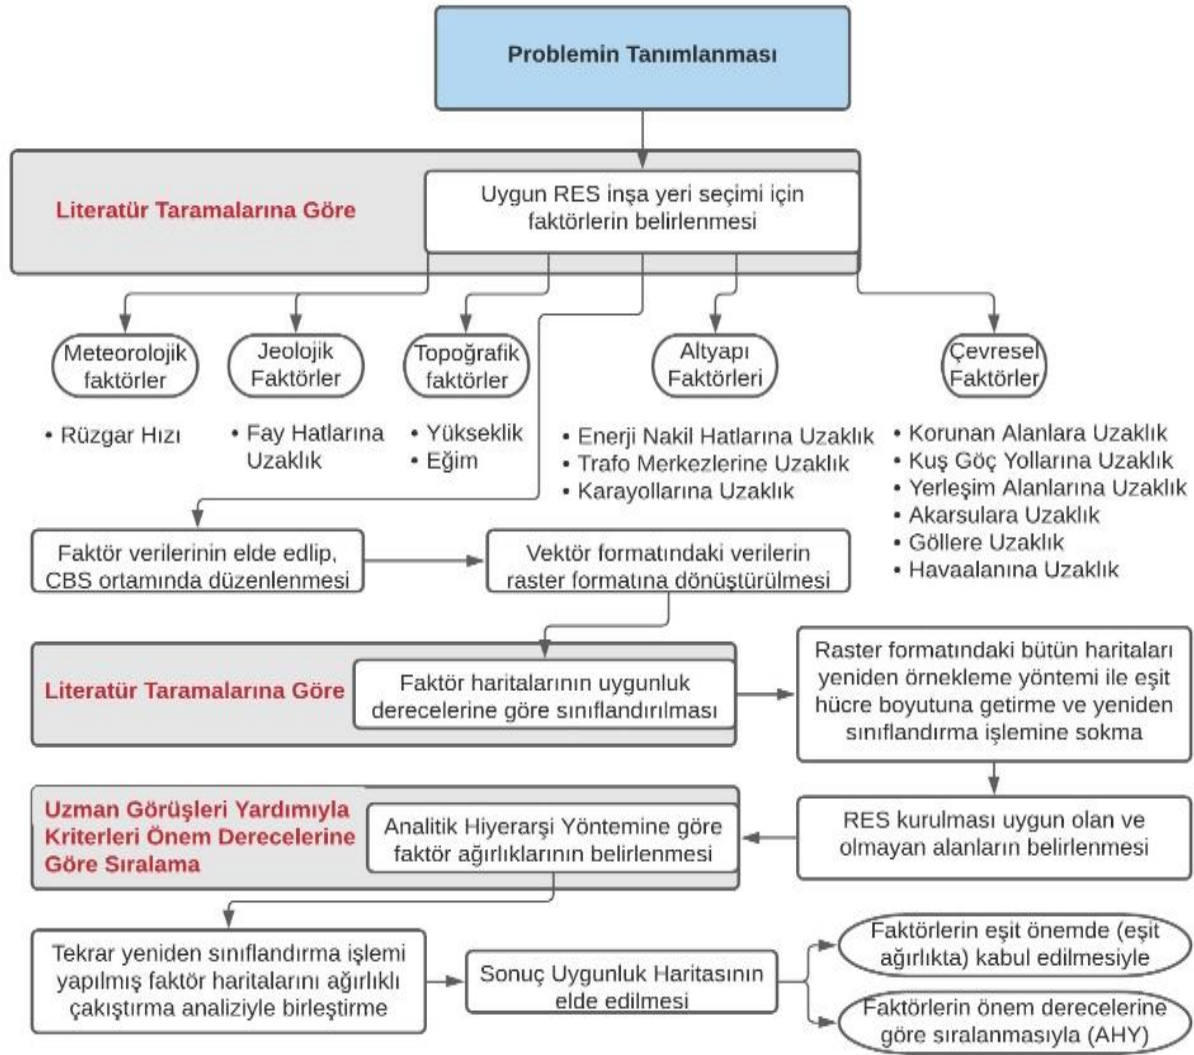 Problemin Tanımlanması
Literatür Taramalarına Göre
Uygun RES inşa yeri seçimi için
faktörlerin belirlenmesi
Meteorolojik
faktörler
Jeolojik
Faktörler
Topoğrafik
faktörler
Altyapı
Faktörleri
Çevresel
Faktörler
• Rüzgar Hızı
• Fay Hatlarına
Uzaklık
• Yükseklik
• Eğim
• Enerji Nakil Hatlarına Uzaklık
• Trafo Merkezlerine Uzaklık
• Karayollarına Uzaklık
• Korunan Alanlara Uzaklık
• Kuş Göç Yollarına Uzaklık
• Yerleşim Alanlarına Uzaklık
• Akarsulara Uzaklık
• Göllere Uzaklık
• Havaalanına Uzaklık
Faktör verilerinin elde edlip,
CBS ortamında düzenlenmesi
Vektör formatındaki verilerin
raster formatına dönüştürülmesi
Literatür Taramalarına Göre
Faktör haritalarının uygunluk
derecelerine göre sınıflandırılması
Raster formatındaki bütün haritaları
yeniden örnekleme yöntemi ile eşit
hücre boyutuna getirme ve yeniden
sınıflandırma işlemine sokma
Uzman Görüşleri Yardımıyla
Kriterleri Önem Derecelerine
Göre Sıralama
Analitik Hiyerarşi Yöntemine göre
faktör ağırlıklarının belirlenmesi
RES kurulması uygun olan ve
olmayan alanların belirlenmesi
Tekrar yeniden sınıflandırma işlemi
yapılmış faktör haritalarını ağırlıklı
çakıştırma analiziyle birleştirme
Sonuç Uygunluk Haritasının
elde edilmesi
Faktörlerin eşit önemde (eşit
ağırlıkta) kabul edilmesiyle
Faktörlerin önem derecelerine
göre sıralanmasıyla (AHY)